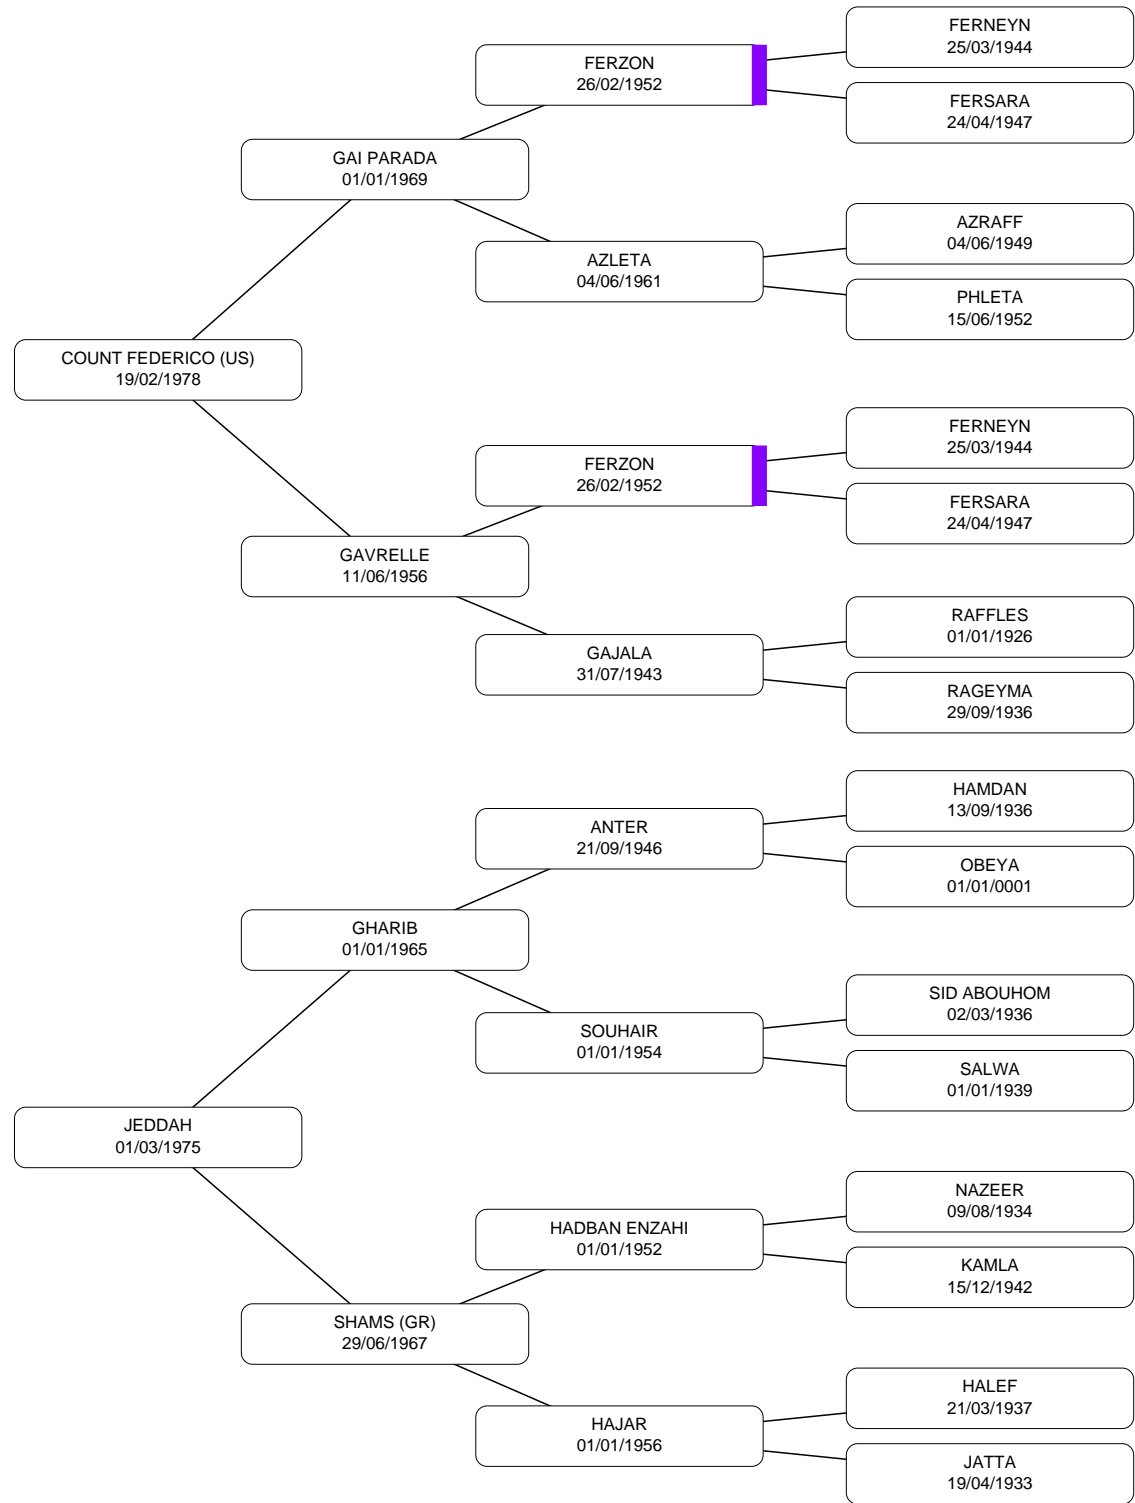 FERNEYN
25/03/1944
FERZON
26/02/1952
FERSARA
24/04/1947
GAI PARADA
01/01/1969
AZRAFF
04/06/1949
AZLETA
04/06/1961
PHLETA
15/06/1952
COUNT FEDERICO (US)
19/02/1978
FERNEYN
25/03/1944
FERZON
26/02/1952
FERSARA
24/04/1947
GAVRELLE
11/06/1956
RAFFLES
01/01/1926
GAJALA
31/07/1943
RAGEYMA
29/09/1936
HAMDAN
13/09/1936
ANTER
21/09/1946
OBEYA
01/01/0001
GHARIB
01/01/1965
SID ABOUHOM
02/03/1936
SOUHAIR
01/01/1954
SALWA
01/01/1939
JEDDAH
01/03/1975
NAZEER
09/08/1934
HADBAN ENZAHI
01/01/1952
KAMLA
15/12/1942
SHAMS (GR)
29/06/1967
HALEF
21/03/1937
HAJAR
01/01/1956
JATTA
19/04/1933